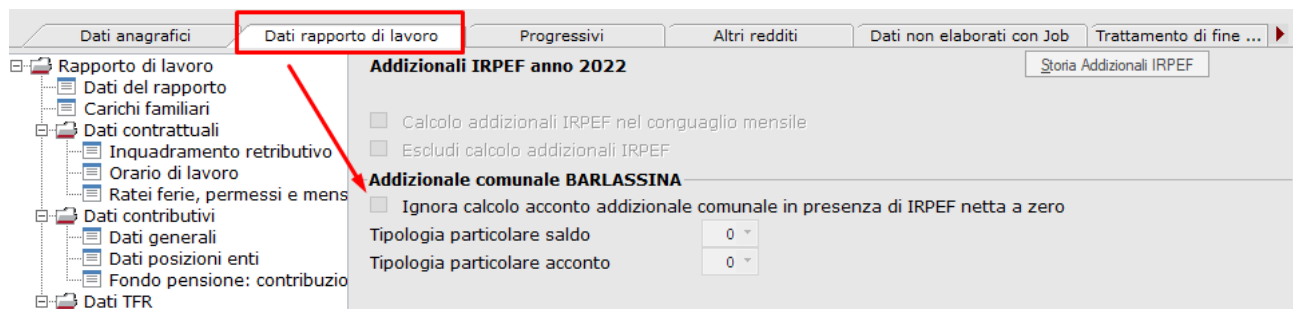 Dati anagrafici Dati rapporto di lavoro Progressivi Altri redditi Dati non elaborati con Job Trattamento di fine ...
Rapporto di lavoro
Dati del rapporto
Carichi familiari
Dati contrattuali
Inquadramento retributivo
Orario di lavoro
Ratei ferie, permessi e mens
Dati contributivi
Dati generali
Dati posizioni enti
Fondo pensione: contribuzio
Dati TFR
Addizionali IRPEF anno 2022 Storia Addizionali IRPEF
Calcolo addizionali IRPEF nel conguaglio mensile
Escludi calcolo addizionali IRPEF
Addizionale comunale BARLASSINA
Ignora calcolo acconto addizionale comunale in presenza di IRPEF netta a zero
Tipologia particolare saldo 0
Tipologia particolare acconto 0